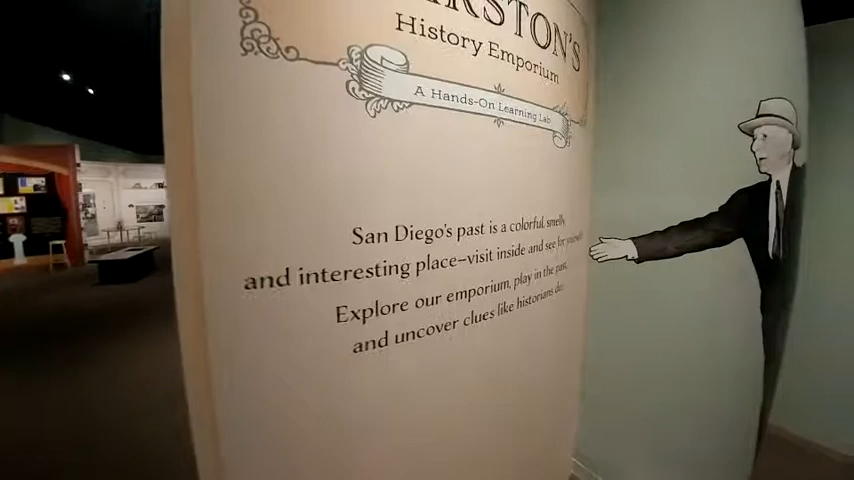 History Emporium
A Hands-On Learning Lab
San Diego's past is a colorful, smelly,
and interesting place—visit inside and see for yourself!
Explore our emporium, play in the past,
and uncover clues like historians do.